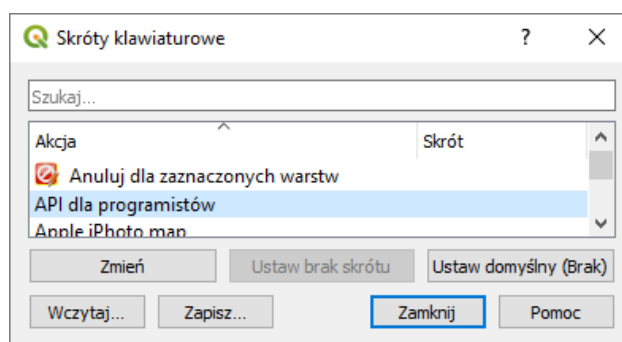 Skróty klawiaturowe
Szukaj...
Akcja Skrót
Anuluj dla zaznaczonych warstw
API dla programistów
Apple iPhoto map
Zmień Ustaw brak skrótu Ustaw domyślny (Brak)
Wczytaj... Zapisz... Zamknij Pomoc